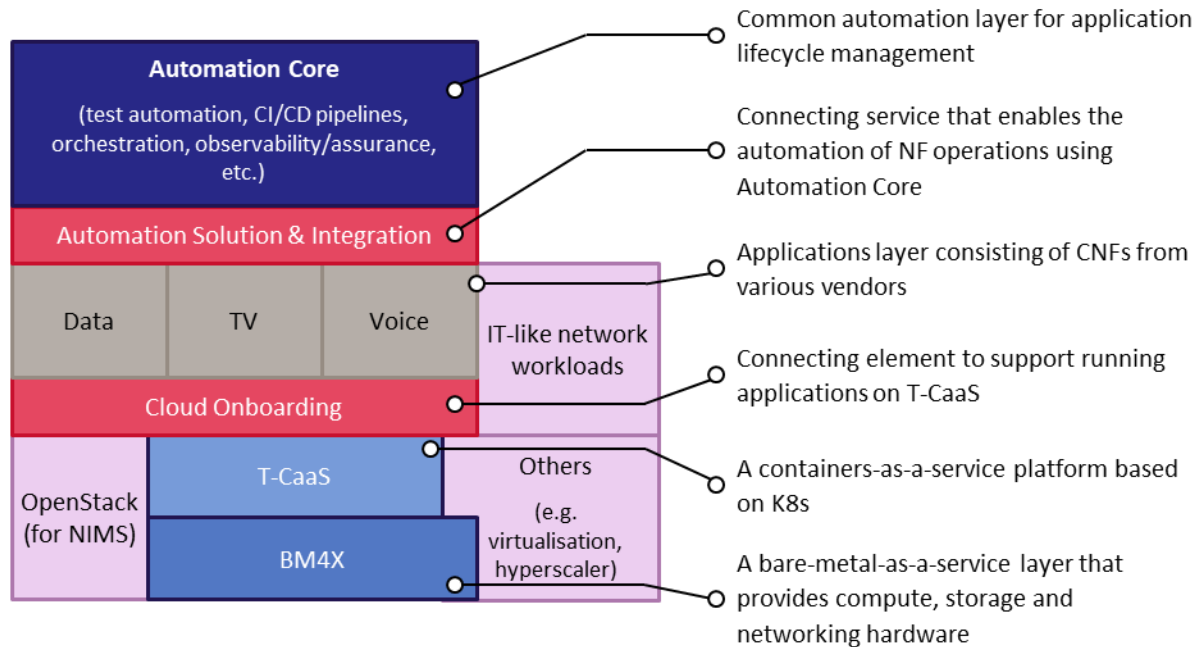 Automation Core
(test automation, CI/CD pipelines,
orchestration, observability/assurance,
etc.)
Automation Solution & Integration
Data
TV
Voice
IT-like network
workloads
Cloud Onboarding
OpenStack
(for NIMS)
T-CaaS
BM4X
Others
(e.g.
virtualisation,
hyperscaler)
Common automation layer for application
lifecycle management
Connecting service that enables the
automation of NF operations using
Automation Core
Applications layer consisting of CNFs from
various vendors
Connecting element to support running
applications on T-CaaS
A containers-as-a-service platform based
on K8s
A bare-metal-as-a-service layer that
provides compute, storage and
networking hardware